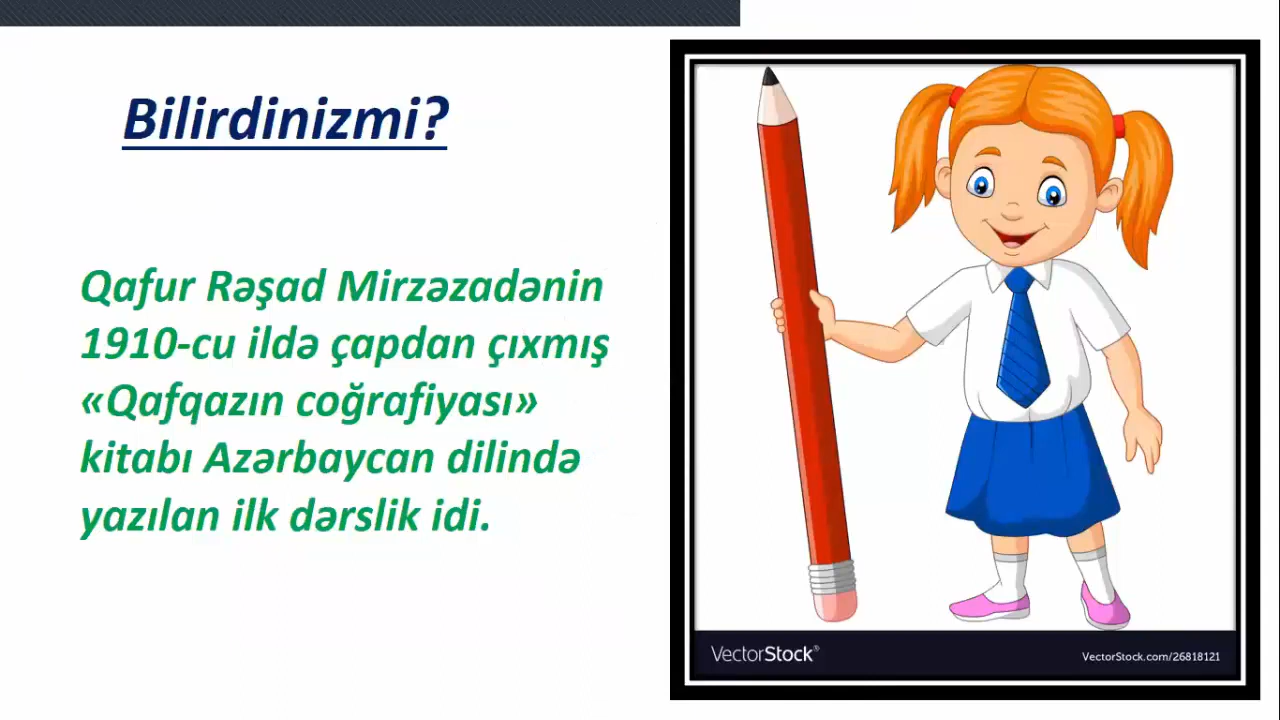 Bilirdinizmi?
Qafur Rəşad Mirzəzadənin
1910-cu ildə çapdan çıxmış
«Qafqazın coğrafiyası»
kitabı Azərbaycan dilində
yazılan ilk dərslik idi.
VectorStock®
VectorStock.com/26818121